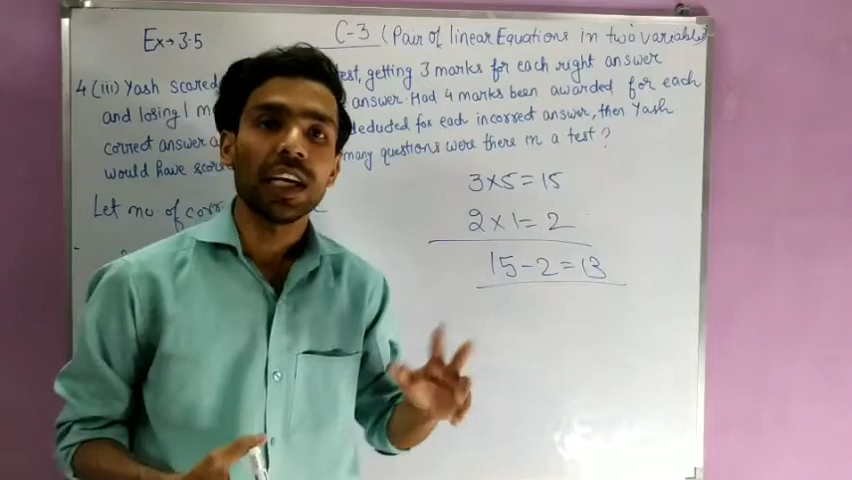 Ex→3.5
C-3 (Pair of linear Equations in two variables)
4(iii) Yash scared test, getting 3 marks for each right answer
and losing 1 m answer. Had 4 marks been awarded for each
correct answer a deducted for each incorrect answer, then Yash
would have scor many questions were there in a test?
Let no of corr
3×5=15
2×1=2
15-2=13